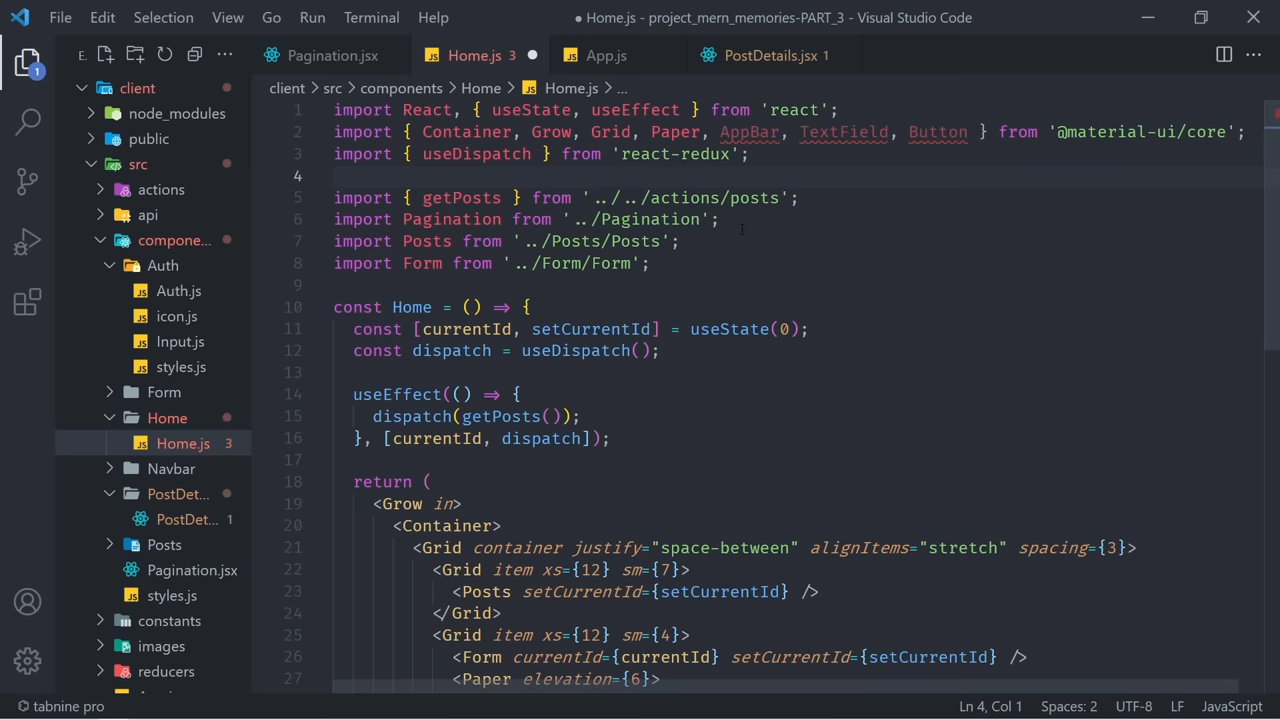 File Edit Selection View Go Run Terminal Help ● Home.js - project_mern_memories-PART_3 - Visual Studio Code
E. Pagination.jsx Home.js 3 App.js PostDetails.jsx 1
1
client > src > components > Home > Home.js > ...
client
node_modules
public
src
actions
api
compone...
Auth
Auth.js
icon.js
Input.js
styles.js
Form
Home
Home.js 3
Navbar
PostDet...
PostDet... 1
Posts
Pagination.jsx
styles.js
constants
images
reducers
1 import React, { useState, useEffect } from 'react';
2 import { Container, Grow, Grid, Paper, AppBar, TextField, Button } from '@material-ui/core';
3 import { useDispatch } from 'react-redux';
4
5 import { getPosts } from '../../actions/posts';
6 import Pagination from '../Pagination';
7 import Posts from '../Posts/Posts';
8 import Form from '../Form/Form';
9
10 const Home = () => {
11 const [currentId, setCurrentId] = useState(0);
12 const dispatch = useDispatch();
13
14 useEffect(() => {
15 dispatch(getPosts());
16 }, [currentId, dispatch]);
17
18 return (
19 <Grow in>
20 <Container>
21 <Grid container justify="space-between" alignItems="stretch" spacing={3}>
22 <Grid item xs={12} sm={7}>
23 <Posts setCurrentId={setCurrentId} />
24 </Grid>
25 <Grid item xs={12} sm={4}>
26 <Form currentId={currentId} setCurrentId={setCurrentId} />
27 <Paper elevation={6}>
tabnine pro Ln 4, Col 1 Spaces: 2 UTF-8 LF JavaScript